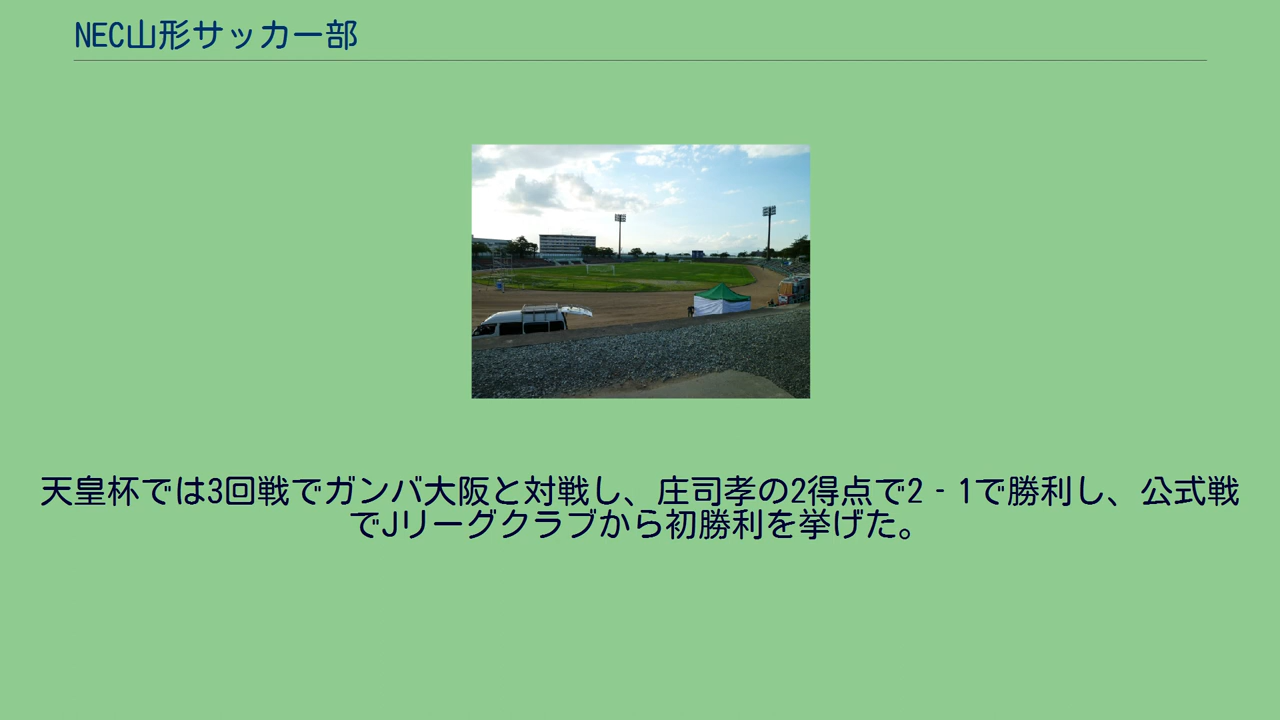 NEC山形サッカー部
天皇杯では3回戦でガンバ大阪と対戦し、庄司孝の2得点で2‐1で勝利し、公式戦
でJリーグクラブから初勝利を挙げた。